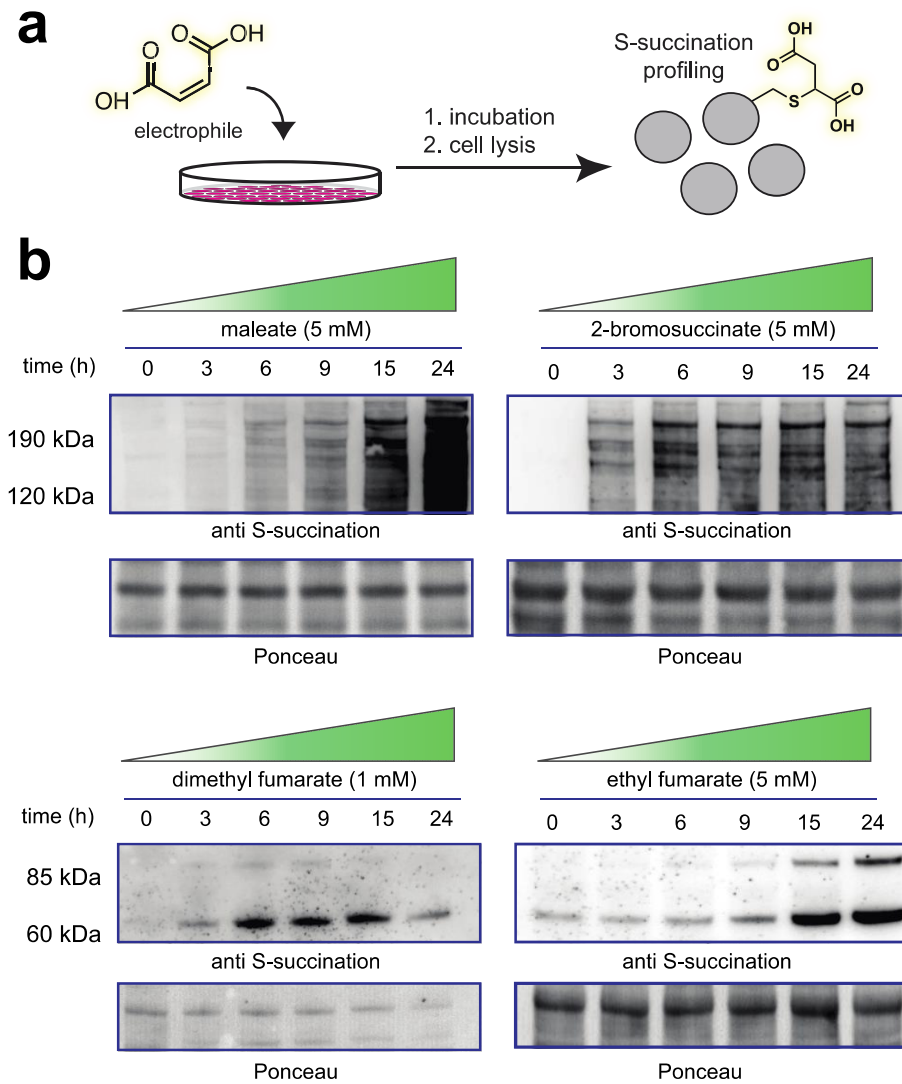 a
O
OH
O
OH
electrophile
1. incubation
2. cell lysis
S-succination
profiling
OH
O
S
O
OH
b
maleate (5 mM)
time (h) 0 3 6 9 15 24
190 kDa
120 kDa
anti S-succination
Ponceau
2-bromosuccinate (5 mM)
0 3 6 9 15 24
anti S-succination
Ponceau
dimethyl fumarate (1 mM)
time (h) 0 3 6 9 15 24
85 kDa
60 kDa
anti S-succination
Ponceau
ethyl fumarate (5 mM)
0 3 6 9 15 24
anti S-succination
Ponceau